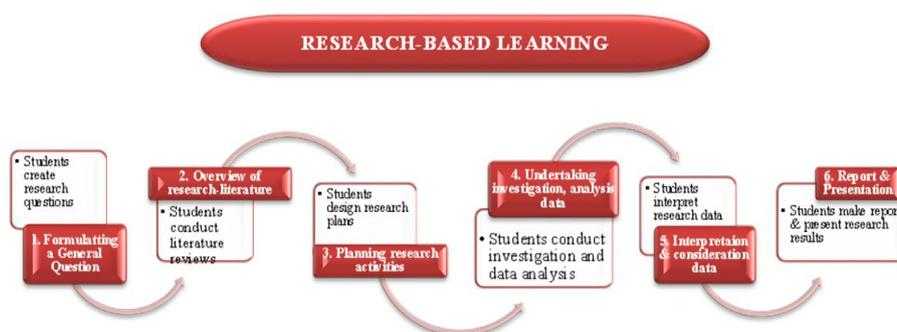 RESEARCH-BASED LEARNING
• Students
create
research
questions
1. Formulatting
a General
Question
2. Overview of
research-literature
• Students
conduct
literature
reviews
• Students
design research
plans
3. Planning research
activities
4. Undertaking
investigation, analysis
data
• Students conduct
investigation and
data analysis
• Students
interpret
research data
5. Interpretaion
& consideration
data
6. Report &
Presentation
• Students make repor
& present research
results